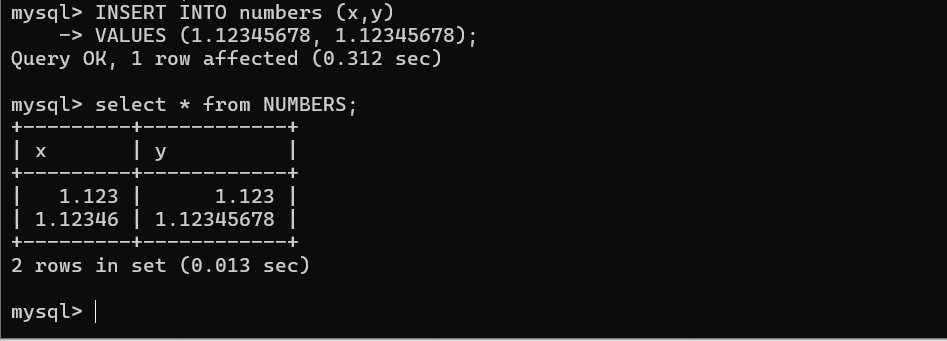 mysql> INSERT INTO numbers (x,y)
    -> VALUES (1.12345678, 1.12345678);
Query OK, 1 row affected (0.312 sec)

mysql> select * from NUMBERS;
+---------+------------+
| x       | y          |
+---------+------------+
|   1.123 |      1.123 |
| 1.12346 | 1.12345678 |
+---------+------------+
2 rows in set (0.013 sec)

mysql>